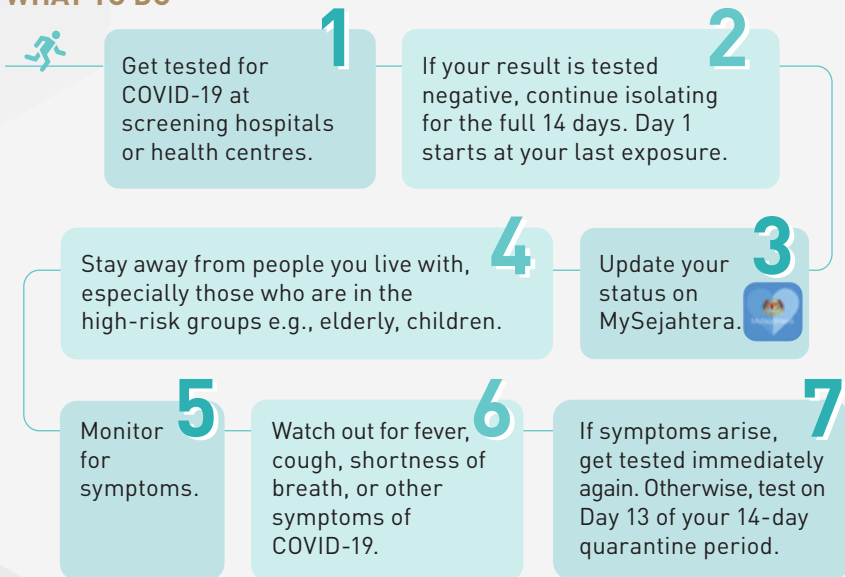 WHAT TO DO
1
Get tested for
COVID-19 at
screening hospitals
or health centres.
2
If your result is tested
negative, continue isolating
for the full 14 days. Day 1
starts at your last exposure.
3
Update your
status on
MySejahtera.
4
Stay away from people you live with,
especially those who are in the
high-risk groups e.g., elderly, children.
5
Monitor
for
symptoms.
6
Watch out for fever,
cough, shortness of
breath, or other
symptoms of
COVID-19.
7
If symptoms arise,
get tested immediately
again. Otherwise, test on
Day 13 of your 14-day
quarantine period.